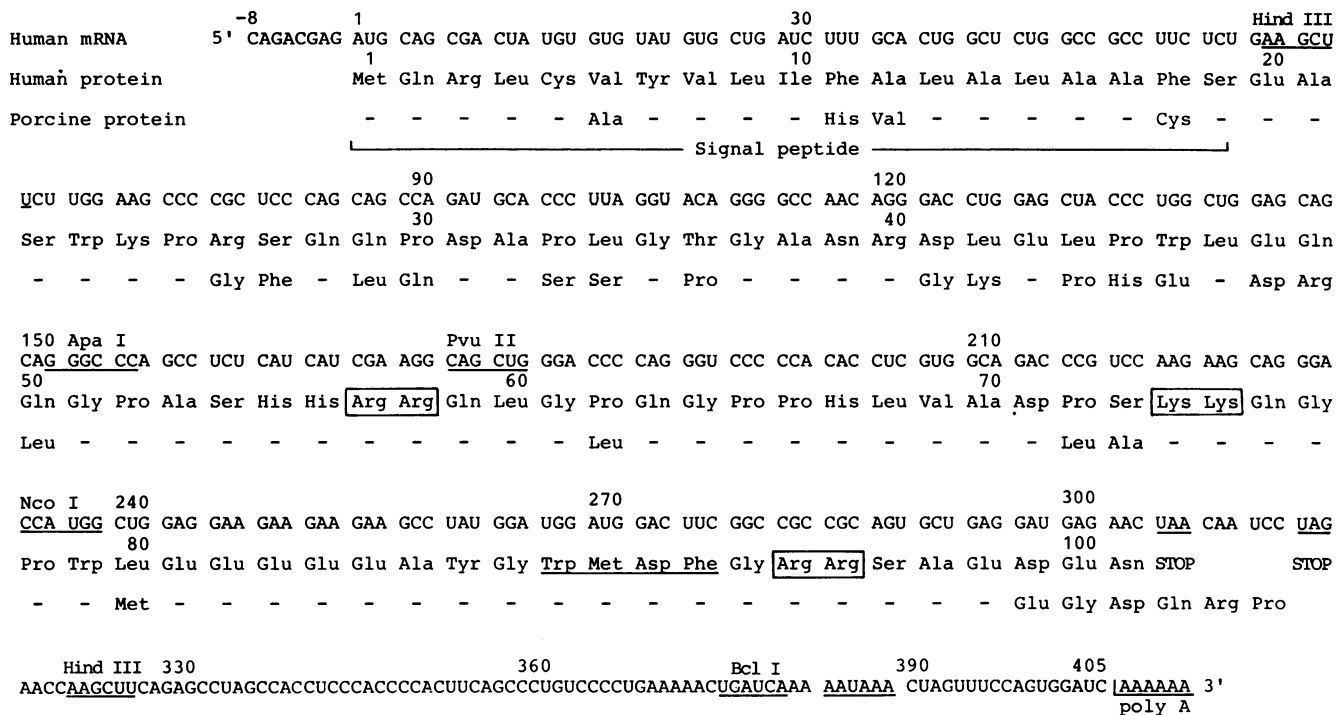 -8 1 30 Hind III
Human mRNA 5' CAGACGAG AUG CAG CGA CUA UGU GUG UAU GUG CUG AUC UUU GCA CUG GCU CUG GCC GCC UUC UCU GAA GCU
1 10 20
Human protein Met Gln Arg Leu Cys Val Tyr Val Leu Ile Phe Ala Leu Ala Leu Ala Ala Phe Ser Glu Ala
Porcine protein - - - - - Ala - - - - His Val - - - - - Cys - - -
Signal peptide
90 120
UCU UGG AAG CCC CGC UCC CAG CAG CCA GAU GCA CCC UUA GGU ACA GGG GCC AAC AGG GAC CUG GAG CUA CCC UGG CUG GAG CAG
30 40
Ser Trp Lys Pro Arg Ser Gln Gln Pro Asp Ala Pro Leu Gly Thr Gly Ala Asn Arg Asp Leu Glu Leu Pro Trp Leu Glu Gln
- - - - Gly Phe - Leu Gln - - Ser Ser - Pro - - - - Gly Lys - Pro His Glu - Asp Arg
150 Apa I Pvu II 210
CAG GGC CCA GCC UCU CAU CAU CGA AGG CAG CUG GGA CCC CAG GGU CCC CCA CAC CUC GUG GCA GAC CCG UCC AAG AAG CAG GGA
50 60 70
Gln Gly Pro Ala Ser His His Arg Arg Gln Leu Gly Pro Gln Gly Pro Pro His Leu Val Ala Asp Pro Ser Lys Lys Gln Gly
Leu - - - - - - - - - - - Leu - - - - - - - - - Leu Ala - - - -
Nco I 240 270 300
CCA UGG CUG GAG GAA GAA GAA GAA GCC UAU GGA UGG AUG GAC UUC GGC CGC CGC AGU GCU GAG GAU GAG AAC UAA CAA UCC UAG
80 100
Pro Trp Leu Glu Glu Glu Glu Glu Ala Tyr Gly Trp Met Asp Phe Gly Arg Arg Ser Ala Glu Asp Glu Asn STOP STOP
- - Met - - - - - - - - - - - - - - - - - - Glu Gly Asp Gln Arg Pro
Hind III 330 360 Bcl I 390 405
AACCAAGCUUCAGAGCCUAGCCACCUCCCACCCCACUUCAGCCCUGUCCCCUGAAAAACUGAUCAAA AAUAAA CUAGUUUCCAGUGGAUC AAAAAA 3'
poly A